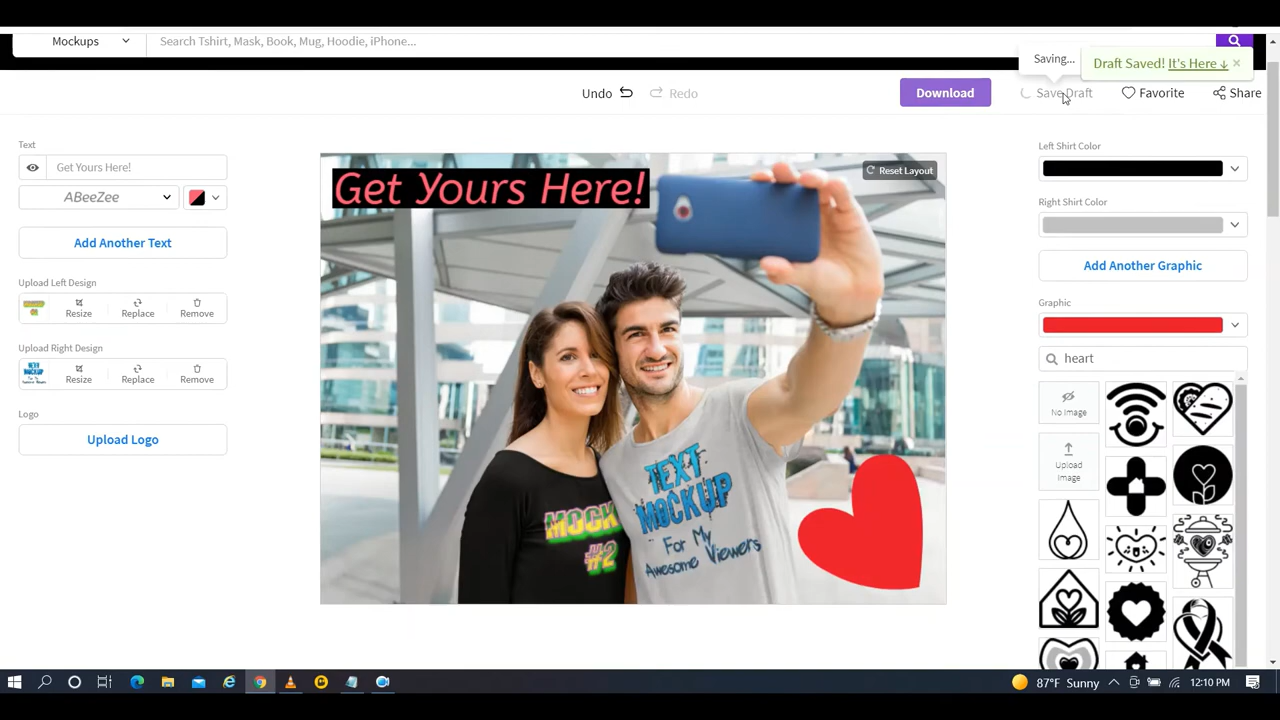 Mockups
Search Tshirt, Mask, Book, Mug, Hoodie, iPhone...
Saving...
Draft Saved! It's Here ↓ ×
Undo
Redo
Download
Save Draft
Favorite
Share
Text
Get Yours Here!
ABeeZee
Add Another Text
Upload Left Design
Resize
Replace
Remove
Upload Right Design
Resize
Replace
Remove
Logo
Upload Logo
Get Yours Here!
Reset Layout
MOCK
#2
TEXT
MOCKUP
For My
Awesome Viewers
Left Shirt Color
Right Shirt Color
Add Another Graphic
Graphic
heart
No Image
Upload
Image
87°F Sunny
12:10 PM